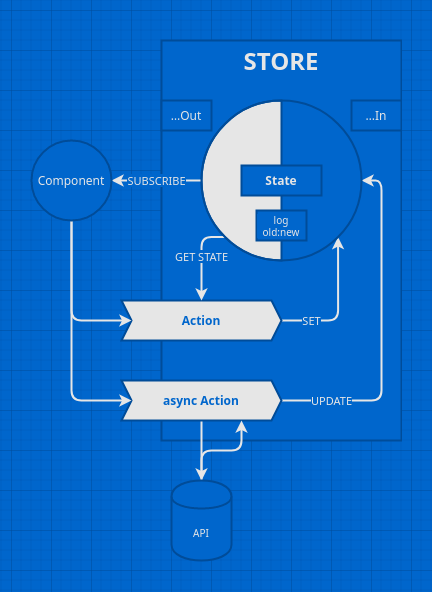 STORE
...Out
...In
Component
SUBSCRIBE
State
log
old:new
GET STATE
Action
SET
async Action
UPDATE
API